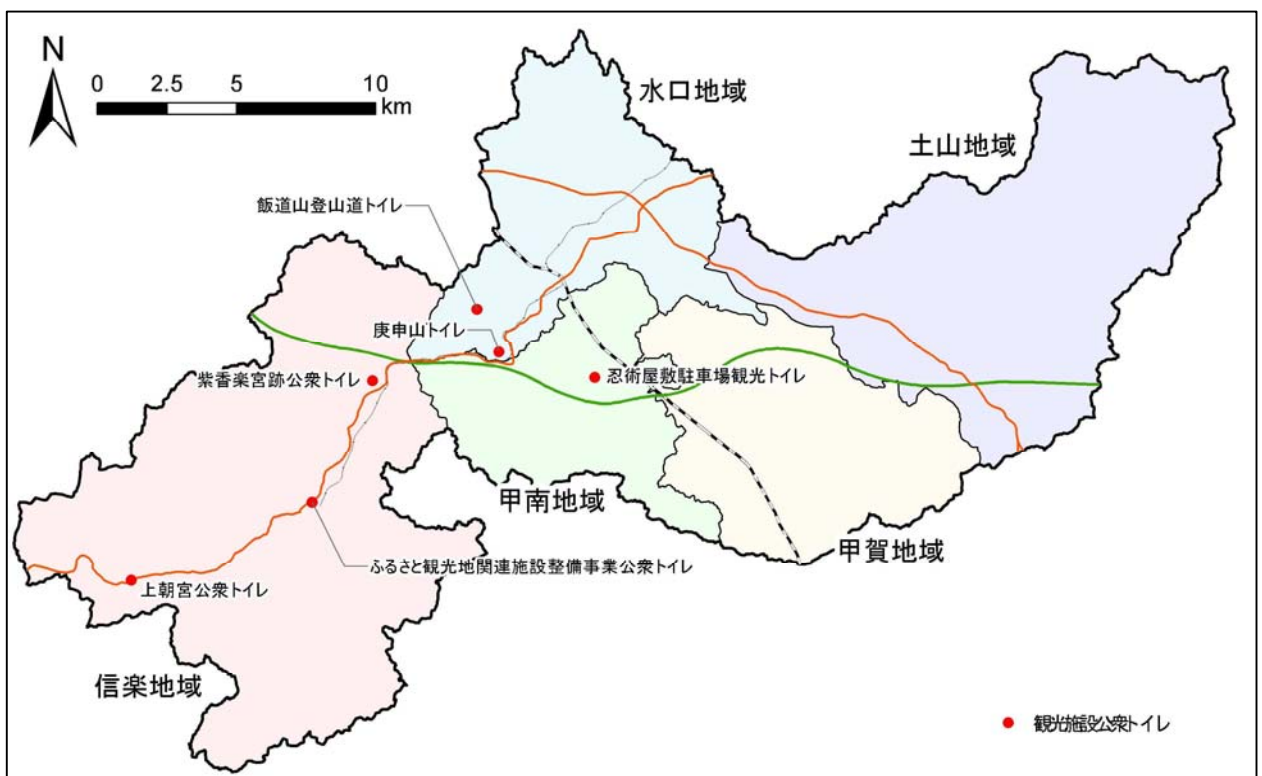 N
0 2.5 5 10
km
水口地域
土山地域
飯道山登山道トイレ
庚申山トイレ
紫香楽宮跡公衆トイレ
忍術屋敷駐車場観光トイレ
甲南地域
甲賀地域
ふるさと観光地関連施設整備事業公衆トイレ
上朝宮公衆トイレ
信楽地域
観光施設公衆トイレ